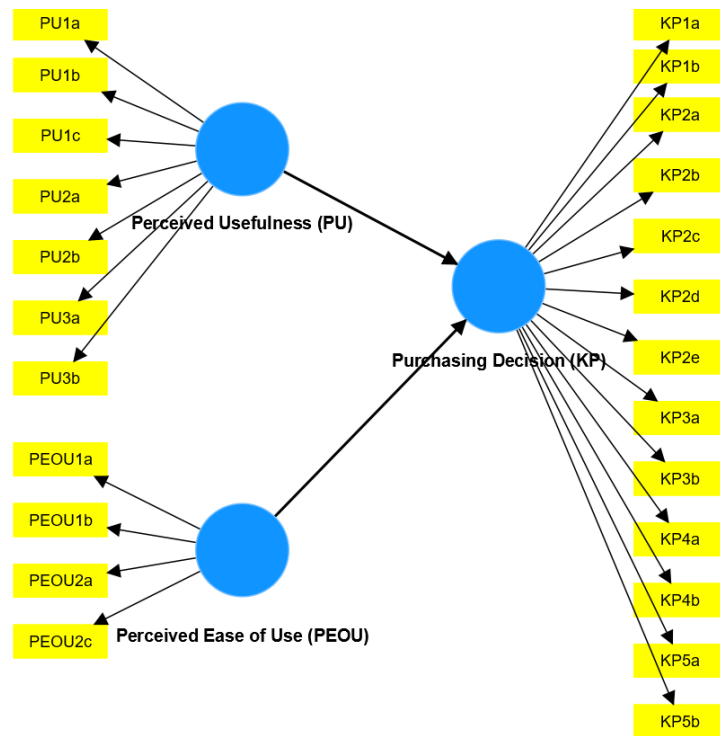 PU1a
PU1b
PU1c
PU2a
PU2b
PU3a
PU3b
Perceived Usefulness (PU)
PEOU1a
PEOU1b
PEOU2a
PEOU2c
Perceived Ease of Use (PEOU)
Purchasing Decision (KP)
KP1a
KP1b
KP2a
KP2b
KP2c
KP2d
KP2e
KP3a
KP3b
KP4a
KP4b
KP5a
KP5b